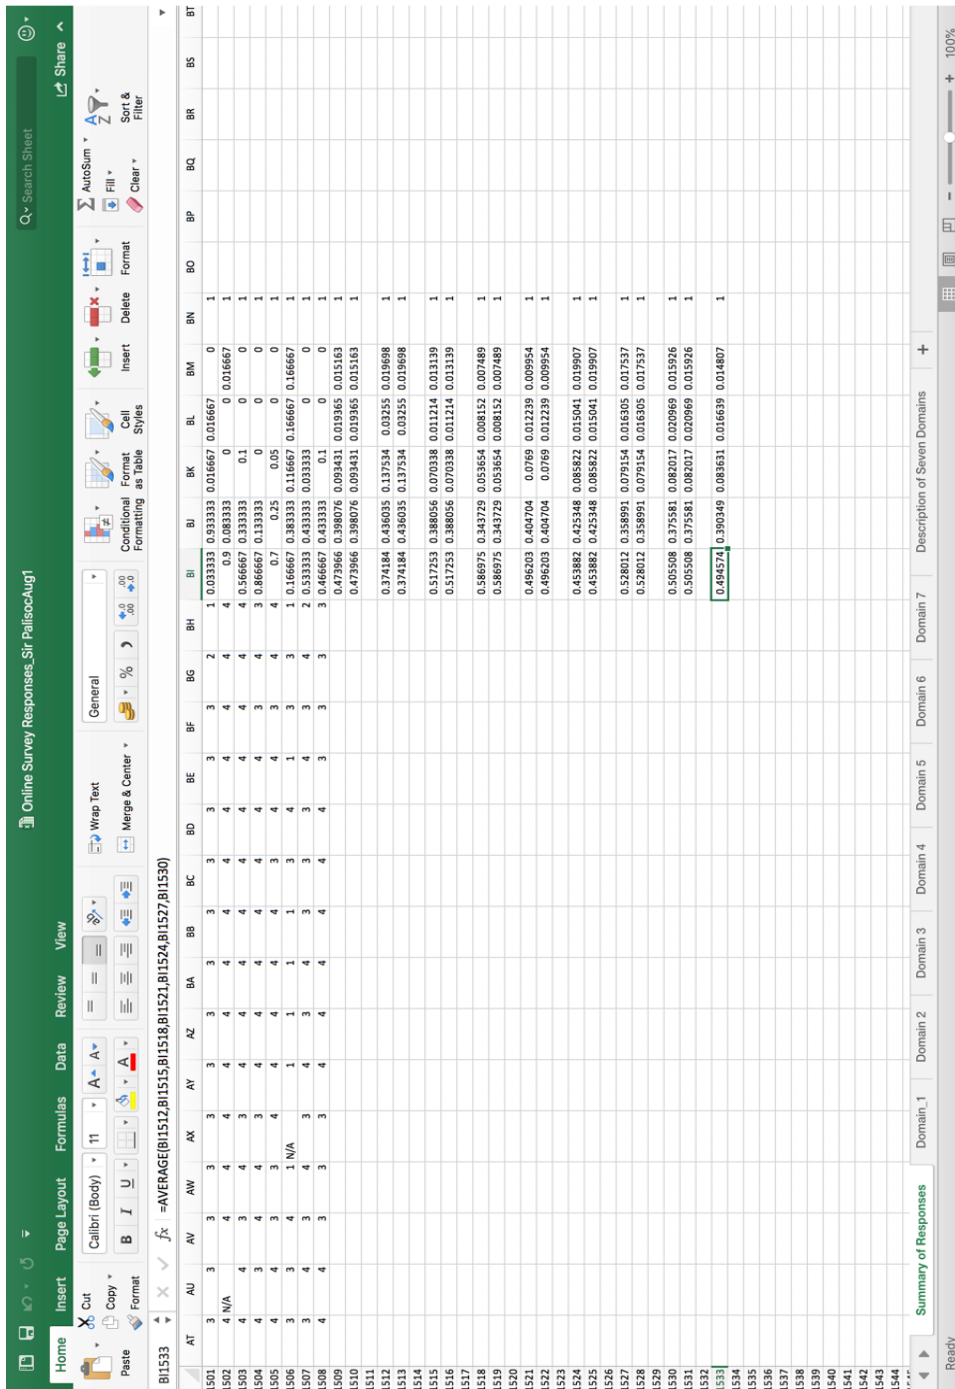 Online Survey Responses_Sir PalisocAug1
Search Sheet
Home Insert Page Layout Formulas Data Review View Share
Cut Calibri (Body) 11 A A Wrap Text General Conditional Formatting Format as Table Cell Styles Insert Delete Format AutoSum Fill Clear Sort & Filter
Paste Copy Format B I U A Merge & Center % .0 .00 .00 .0
BI1533 fx =AVERAGE(BI1512,BI1515,BI1518,BI1521,BI1524,BI1527,BI1530)
AT AU AV AW AX AY AZ BA BB BC BD BE BF BG BH BI BJ BK BL BM BN BO BP BQ BR BS BT
1501 3 3 3 3 3 3 3 3 3 3 3 3 3 2 1 0.033333 0.933333 0.016667 0.016667 0 1
1502 4 N/A 4 4 4 4 4 4 4 4 4 4 4 4 4 0.9 0.083333 0 0 0.016667 1
1503 4 4 3 4 3 4 4 4 4 4 4 4 4 4 4 0.566667 0.333333 0.1 0 0 1
1504 4 3 4 4 3 4 4 4 4 4 4 4 3 4 3 0.866667 0.133333 0 0 0 1
1505 4 4 3 3 4 4 4 4 4 3 4 4 3 4 4 0.7 0.25 0.05 0 0 1
1506 3 3 4 1 N/A 1 1 1 1 3 4 1 3 3 1 0.166667 0.383333 0.116667 0.166667 0.166667 1
1507 3 4 3 4 3 4 3 4 3 3 3 4 3 4 2 0.533333 0.433333 0.033333 0 0 1
1508 4 4 3 3 3 4 4 4 4 4 4 3 3 3 3 0.466667 0.433333 0.1 0 0 1
1509 0.473966 0.398076 0.093431 0.019365 0.015163 1
1510 0.473966 0.398076 0.093431 0.019365 0.015163 1
1511
1512 0.374184 0.436035 0.137534 0.03255 0.019698 1
1513 0.374184 0.436035 0.137534 0.03255 0.019698 1
1514
1515 0.517253 0.388056 0.070338 0.011214 0.013139 1
1516 0.517253 0.388056 0.070338 0.011214 0.013139 1
1517
1518 0.586975 0.343729 0.053654 0.008152 0.007489 1
1519 0.586975 0.343729 0.053654 0.008152 0.007489 1
1520
1521 0.496203 0.404704 0.0769 0.012239 0.009954 1
1522 0.496203 0.404704 0.0769 0.012239 0.009954 1
1523
1524 0.453882 0.425348 0.085822 0.015041 0.019907 1
1525 0.453882 0.425348 0.085822 0.015041 0.019907 1
1526
1527 0.528012 0.358991 0.079154 0.016305 0.017537 1
1528 0.528012 0.358991 0.079154 0.016305 0.017537 1
1529
1530 0.505508 0.375581 0.082017 0.020969 0.015926 1
1531 0.505508 0.375581 0.082017 0.020969 0.015926 1
1532
1533 0.494574 0.390349 0.083631 0.016639 0.014807 1
1534
1535
1536
1537
1538
1539
1540
1541
1542
1543
1544
Summary of Responses Domain_1 Domain 2 Domain 3 Domain 4 Domain 5 Domain 6 Domain 7 Description of Seven Domains +
Ready - + 100%